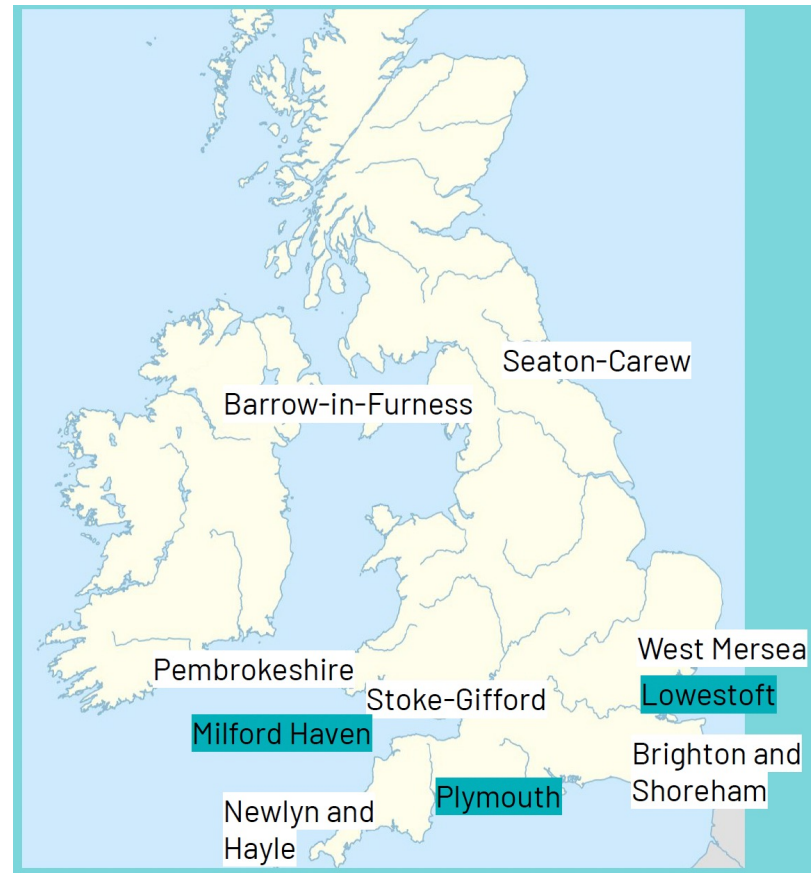 Seaton-Carew
Barrow-in-Furness
West Mersea
Pembrokeshire
Stoke-Gifford
Lowestoft
Milford Haven
Brighton and
Shoreham
Plymouth
Newlyn and
Hayle